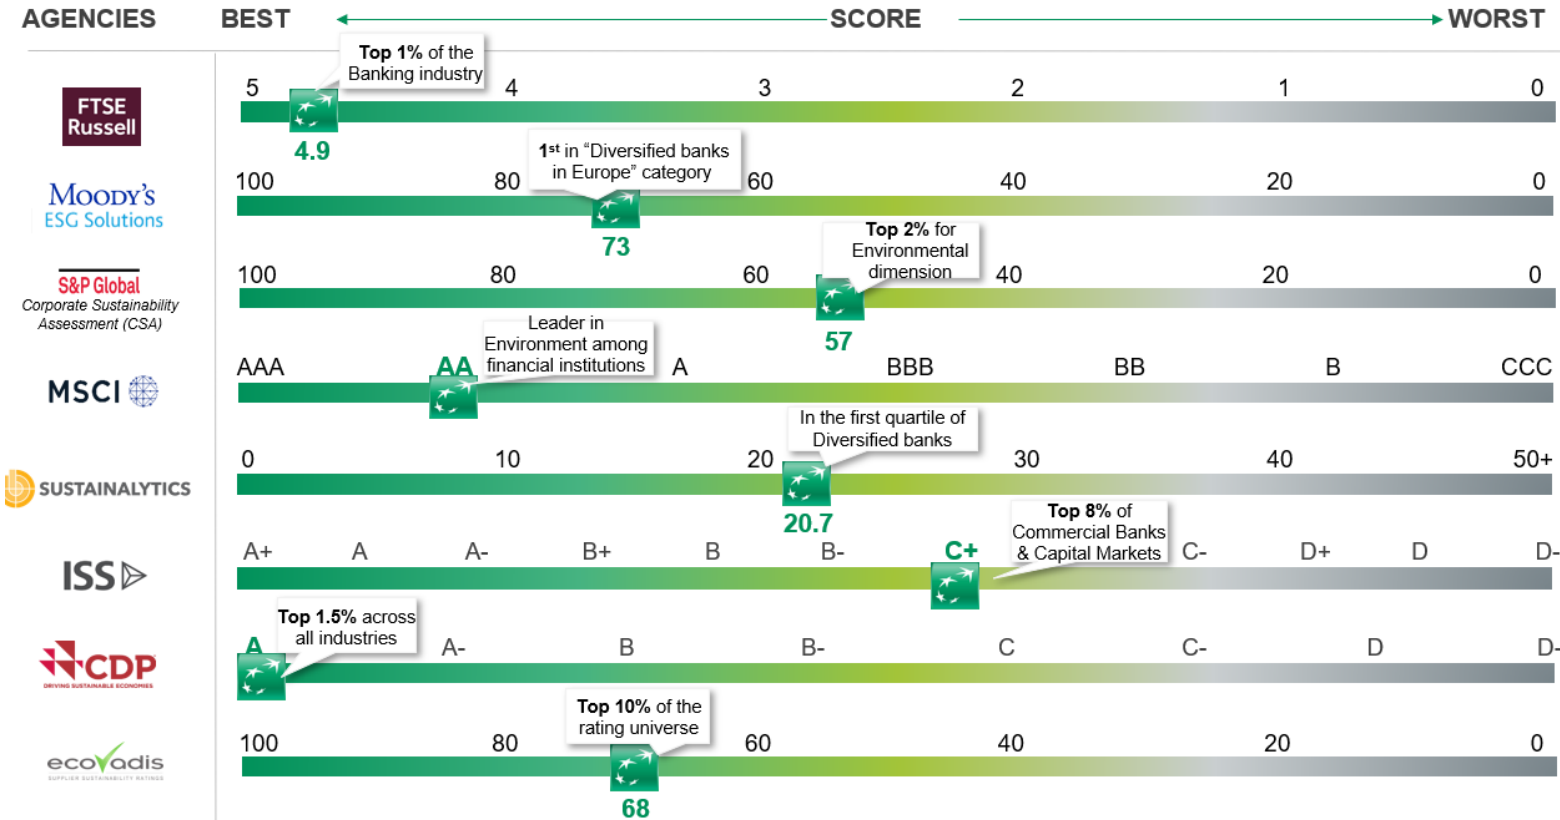 AGENCIES BEST SCORE WORST
Top 1% of the
Banking industry
FTSE
Russell
5 4 3 2 1 0
4.9
1st in “Diversified banks
in Europe” category
MOODY'S
ESG Solutions
100 80 60 40 20 0
73
Top 2% for
Environmental
dimension
S&P Global
Corporate Sustainability
Assessment (CSA)
100 80 60 40 20 0
57
Leader in
Environment among
financial institutions
MSCI
AAA AA A BBB BB B CCC
In the first quartile of
Diversified banks
SUSTAINALYTICS
0 10 20 30 40 50+
20.7
Top 8% of
Commercial Banks
& Capital Markets
ISS
A+ A A- B+ B B- C+ C- D+ D D-
Top 1.5% across
all industries
CDP
DRIVING SUSTAINABLE ECONOMIES
A A- B B- C C- D D-
Top 10% of the
rating universe
ecovadis
SUPPLIER SUSTAINABILITY RATINGS
100 80 60 40 20 0
68